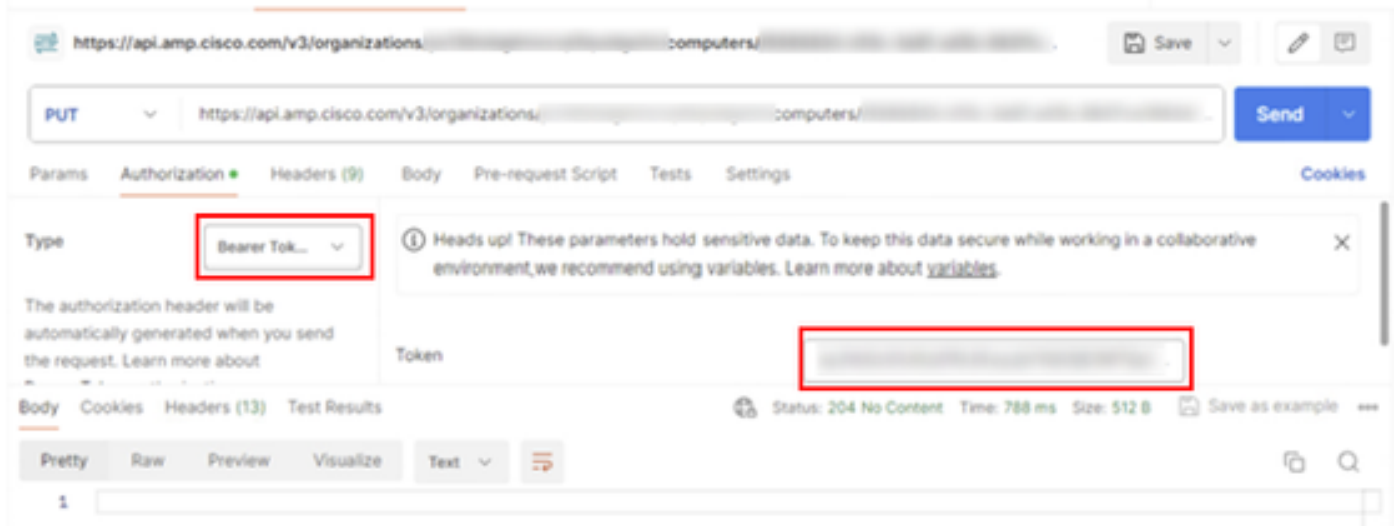 https://api.amp.cisco.com/v3/organizations computers/
Save
PUT https://api.amp.cisco.com/v3/organizations/ computers/
Send
Params Authorization Headers (9) Body Pre-request Script Tests Settings Cookies
Type Bearer Tok...
Heads up! These parameters hold sensitive data. To keep this data secure while working in a collaborative
environment, we recommend using variables. Learn more about variables.
The authorization header will be
automatically generated when you send
the request. Learn more about
Token
Body Cookies Headers (13) Test Results Status: 204 No Content Time: 788 ms Size: 512 B Save as example
Pretty Raw Preview Visualize Text
1